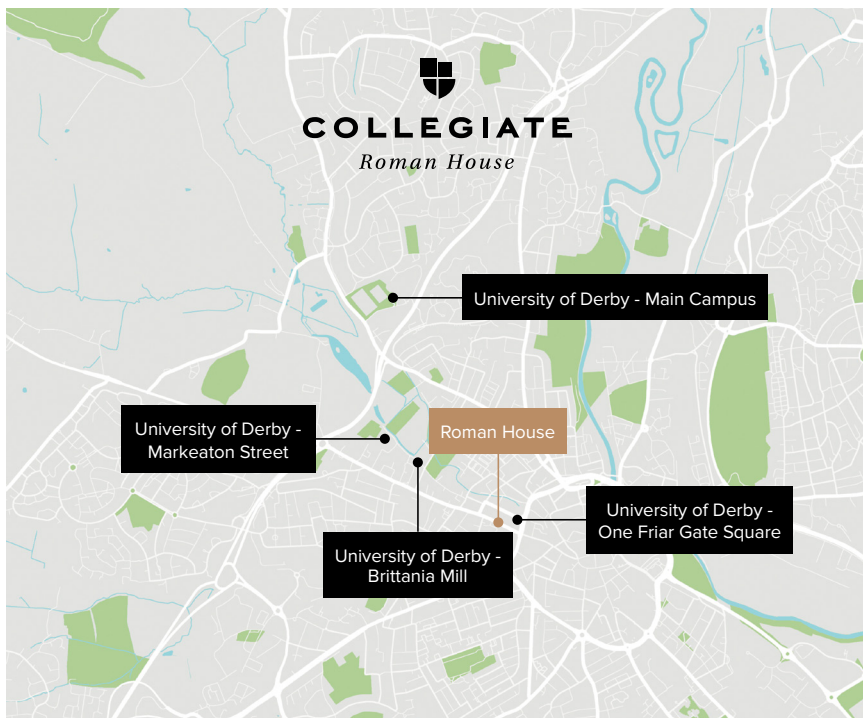 COLLEGIATE
Roman House
University of Derby - Main Campus
University of Derby -
Markeaton Street
Roman House
University of Derby -
One Friar Gate Square
University of Derby -
Brittania Mill